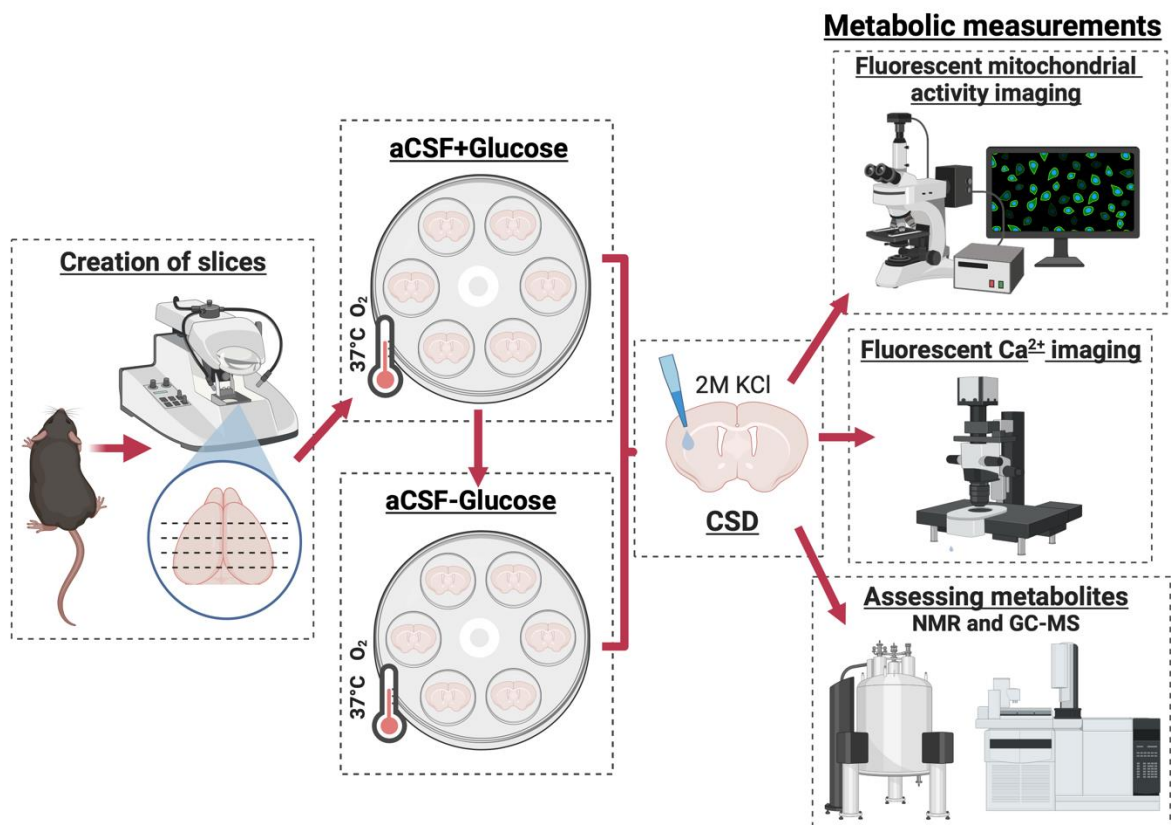 Metabolic measurements
Fluorescent mitochondrial
activity imaging
aCSF+Glucose
Creation of slices
37°C O₂
2M KCl
CSD
Fluorescent Ca²⁺ imaging
aCSF-Glucose
37°C O₂
Assessing metabolites
NMR and GC-MS